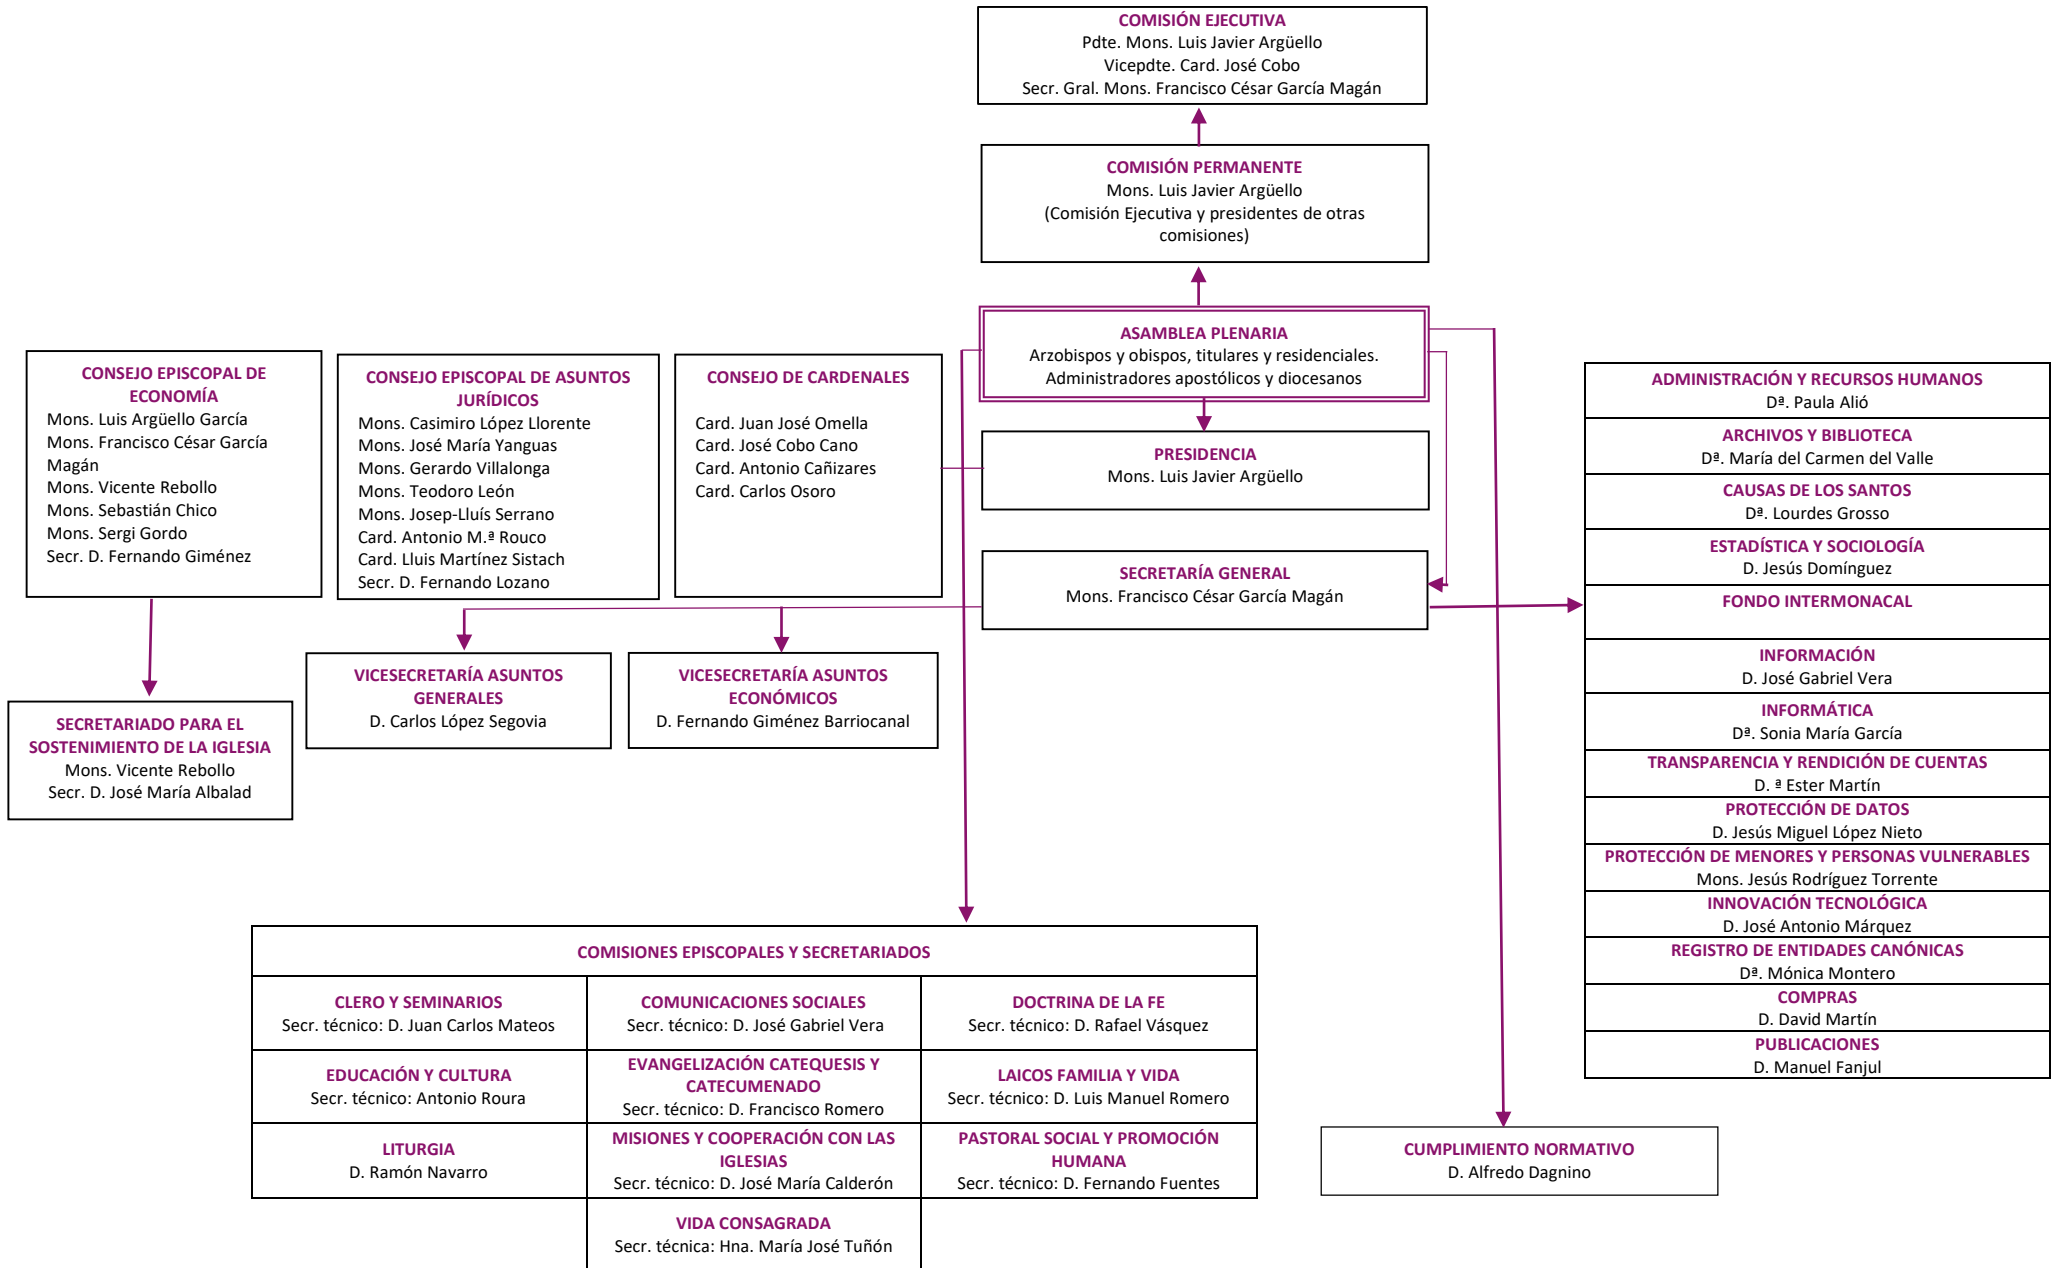 COMISIÓN EJECUTIVA
Pdte. Mons. Luis Javier Argüello
Vicepdte. Card. José Cobo
Secr. Gral. Mons. Francisco César García Magán
COMISIÓN PERMANENTE
Mons. Luis Javier Argüello
(Comisión Ejecutiva y presidentes de otras
comisiones)
ASAMBLEA PLENARIA
Arzobispos y obispos, titulares y residenciales.
Administradores apostólicos y diocesanos
CONSEJO EPISCOPAL DE
ECONOMÍA
Mons. Luis Argüello García
Mons. Francisco César García
Magán
Mons. Vicente Rebollo
Mons. Sebastián Chico
Mons. Sergi Gordo
Secr. D. Fernando Giménez
CONSEJO EPISCOPAL DE ASUNTOS
JURÍDICOS
Mons. Casimiro López Llorente
Mons. José María Yanguas
Mons. Gerardo Villalonga
Mons. Teodoro León
Mons. Josep-Lluís Serrano
Card. Antonio M.ª Rouco
Card. Lluis Martínez Sistach
Secr. D. Fernando Lozano
CONSEJO DE CARDENALES
Card. Juan José Omella
Card. José Cobo Cano
Card. Antonio Cañizares
Card. Carlos Osoro
PRESIDENCIA
Mons. Luis Javier Argüello
SECRETARÍA GENERAL
Mons. Francisco César García Magán
VICESECRETARÍA ASUNTOS
GENERALES
D. Carlos López Segovia
VICESECRETARÍA ASUNTOS
ECONÓMICOS
D. Fernando Giménez Barriocanal
SECRETARIADO PARA EL
SOSTENIMIENTO DE LA IGLESIA
Mons. Vicente Rebollo
Secr. D. José María Albalad
ADMINISTRACIÓN Y RECURSOS HUMANOS
Dª. Paula Alió
ARCHIVOS Y BIBLIOTECA
Dª. María del Carmen del Valle
CAUSAS DE LOS SANTOS
Dª. Lourdes Grosso
ESTADÍSTICA Y SOCIOLOGÍA
D. Jesús Domínguez
FONDO INTERMONACAL
INFORMACIÓN
D. José Gabriel Vera
INFORMÁTICA
Dª. Sonia María García
TRANSPARENCIA Y RENDICIÓN DE CUENTAS
D. ª Ester Martín
PROTECCIÓN DE DATOS
D. Jesús Miguel López Nieto
PROTECCIÓN DE MENORES Y PERSONAS VULNERABLES
Mons. Jesús Rodríguez Torrente
INNOVACIÓN TECNOLÓGICA
D. José Antonio Márquez
REGISTRO DE ENTIDADES CANÓNICAS
Dª. Mónica Montero
COMPRAS
D. David Martín
PUBLICACIONES
D. Manuel Fanjul
COMISIONES EPISCOPALES Y SECRETARIADOS
CLERO Y SEMINARIOS
Secr. técnico: D. Juan Carlos Mateos
COMUNICACIONES SOCIALES
Secr. técnico: D. José Gabriel Vera
DOCTRINA DE LA FE
Secr. técnico: D. Rafael Vásquez
EDUCACIÓN Y CULTURA
Secr. técnico: Antonio Roura
EVANGELIZACIÓN CATEQUESIS Y
CATECUMENADO
Secr. técnico: D. Francisco Romero
LAICOS FAMILIA Y VIDA
Secr. técnico: D. Luis Manuel Romero
LITURGIA
D. Ramón Navarro
MISIONES Y COOPERACIÓN CON LAS
IGLESIAS
Secr. técnico: D. José María Calderón
PASTORAL SOCIAL Y PROMOCIÓN
HUMANA
Secr. técnico: D. Fernando Fuentes
VIDA CONSAGRADA
Secr. técnica: Hna. María José Tuñón
CUMPLIMIENTO NORMATIVO
D. Alfredo Dagnino